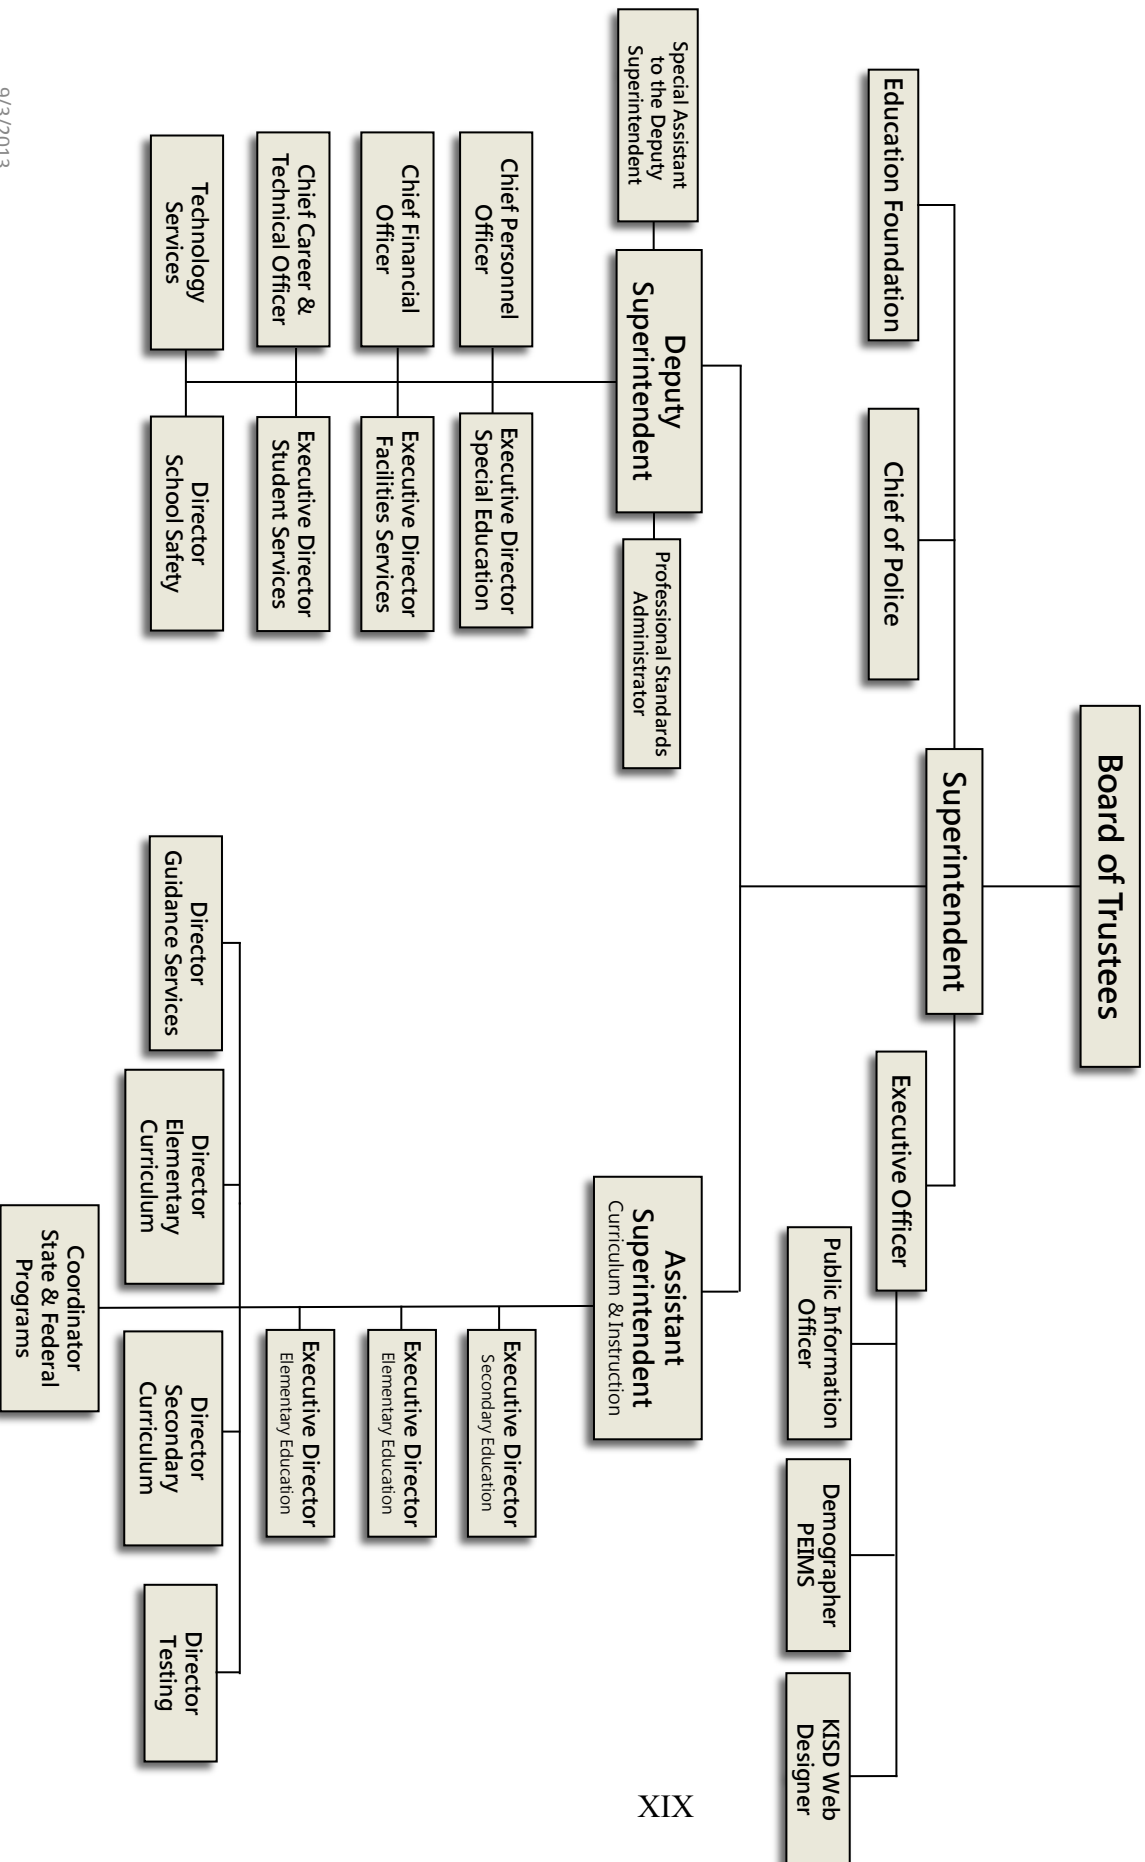 Board of Trustees
Superintendent
Education Foundation
Chief of Police
Executive Officer
Public Information
Officer
Demographer
PEIMS
KISD Web
Designer
Special Assistant
to the Deputy
Superintendent
Deputy
Superintendent
Professional Standards
Administrator
Assistant
Superintendent
Curriculum & Instruction
Chief Personnel
Officer
Executive Director
Special Education
Chief Financial
Officer
Executive Director
Facilities Services
Chief Career &
Technical Officer
Executive Director
Student Services
Technology
Services
Director
School Safety
Executive Director
Secondary Education
Executive Director
Elementary Education
Executive Director
Elementary Education
Director
Guidance Services
Director
Elementary
Curriculum
Director
Secondary
Curriculum
Director
Testing
Coordinator
State & Federal
Programs
9/3/2013
XIX